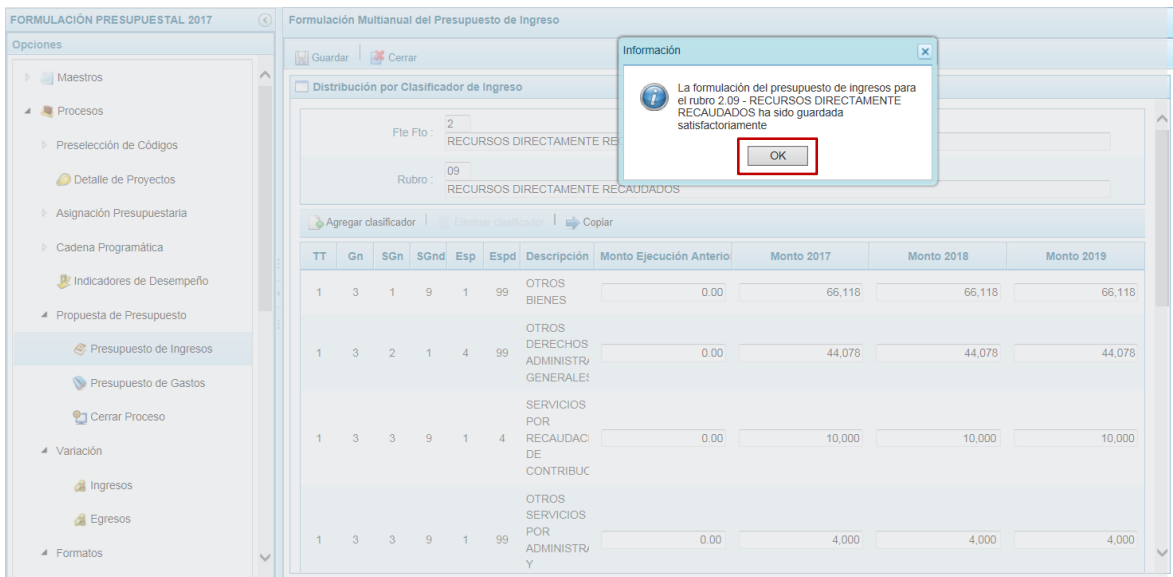 FORMULACIÓN PRESUPUESTAL 2017
Opciones
Maestros
Procesos
Preselección de Códigos
Detalle de Proyectos
Asignación Presupuestaria
Cadena Programática
Indicadores de Desempeño
Propuesta de Presupuesto
Presupuesto de Ingresos
Presupuesto de Gastos
Cerrar Proceso
Variación
Ingresos
Egresos
Formatos
Formulación Multianual del Presupuesto de Ingreso
Guardar Cerrar
Distribución por Clasificador de Ingreso
Fte Fto : 2
RECURSOS DIRECTAMENTE RE
Rubro : 09
RECURSOS DIRECTAMENTE RECAUDADOS
Información
La formulación del presupuesto de ingresos para
el rubro 2.09 - RECURSOS DIRECTAMENTE
RECAUDADOS ha sido guardada
satisfactoriamente
OK
Agregar clasificador Eliminar clasificador Copiar
TT Gn SGn SGnd Esp Espd Descripción Monto Ejecución Anterio Monto 2017 Monto 2018 Monto 2019
1 3 1 9 1 99 OTROS BIENES 0.00 66,118 66,118 66,118
1 3 2 1 4 99 OTROS DERECHOS ADMINISTRA GENERALES 0.00 44,078 44,078 44,078
1 3 3 9 1 4 SERVICIOS POR RECAUDACI DE CONTRIBUC 0.00 10,000 10,000 10,000
1 3 3 9 1 99 OTROS SERVICIOS POR ADMINISTRA Y 0.00 4,000 4,000 4,000